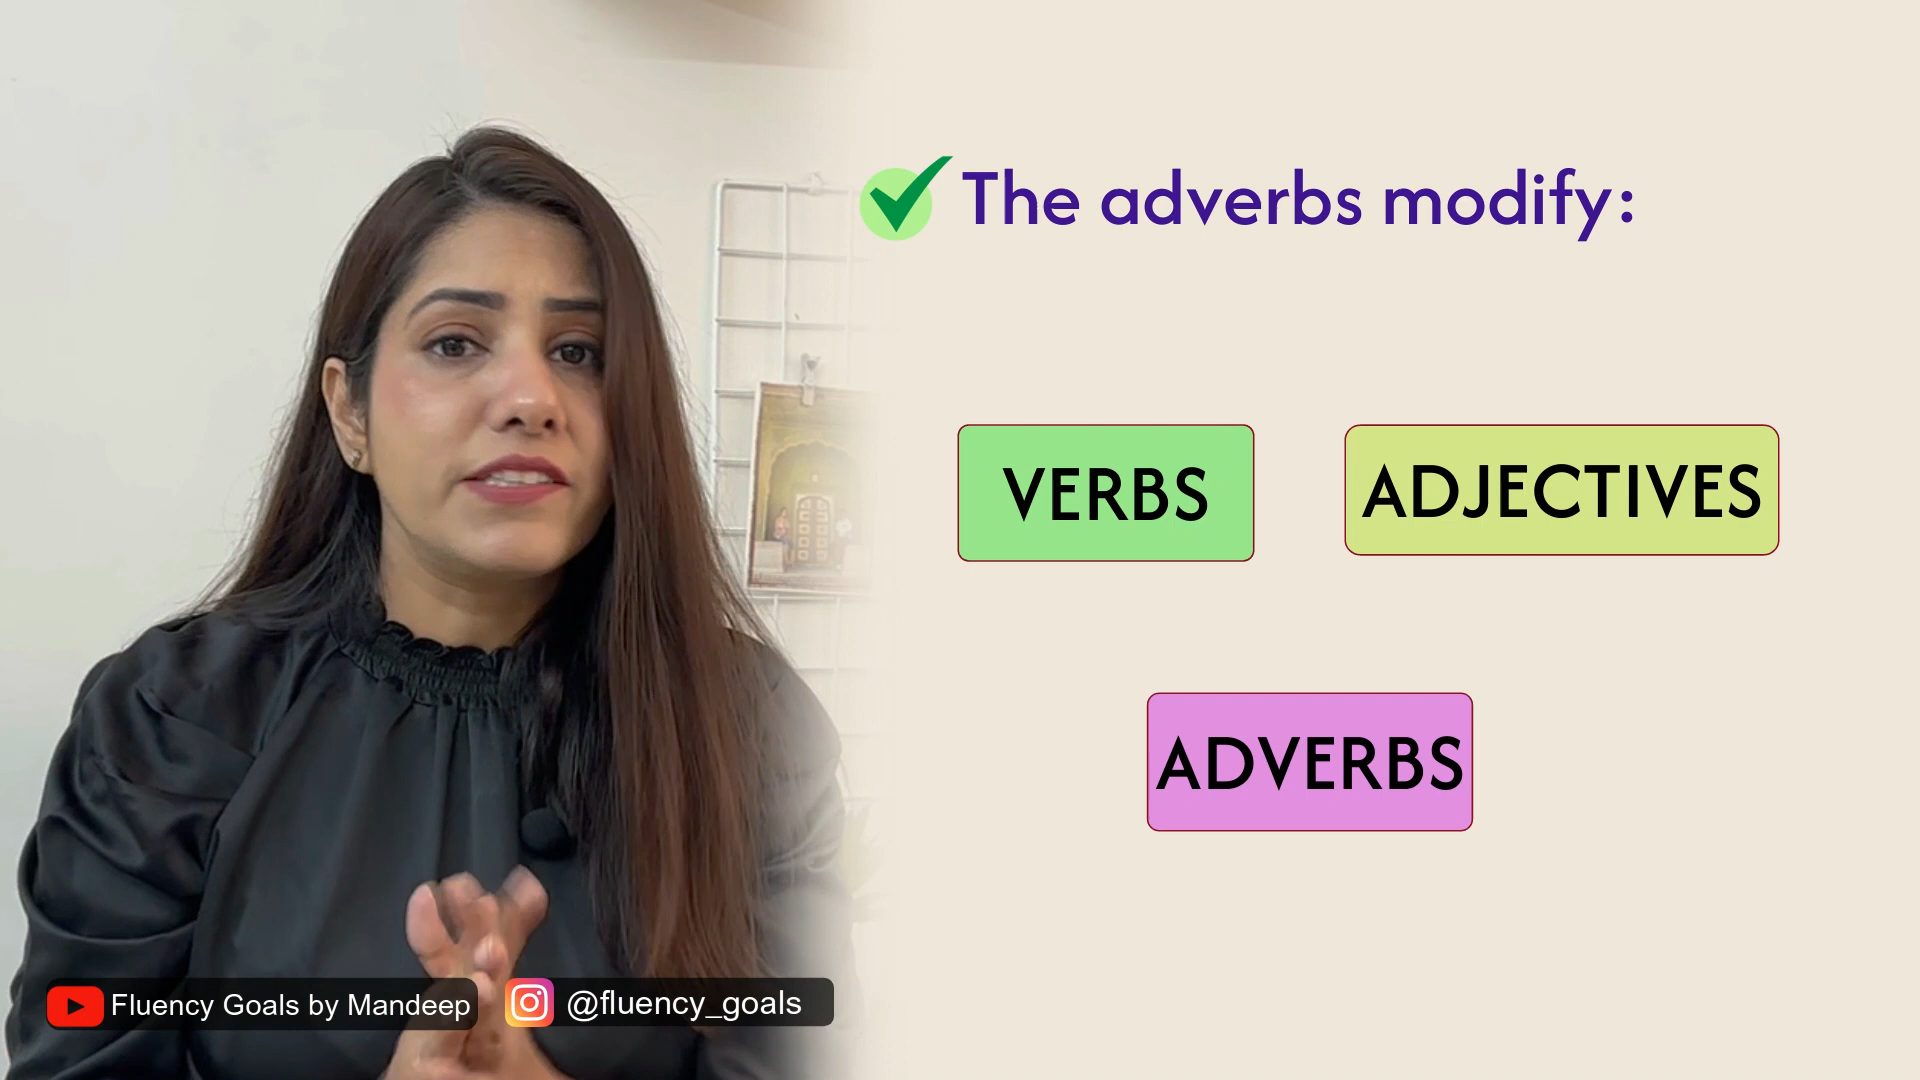 The adverbs modify:
VERBS
ADJECTIVES
ADVERBS
Fluency Goals by Mandeep
@fluency_goals